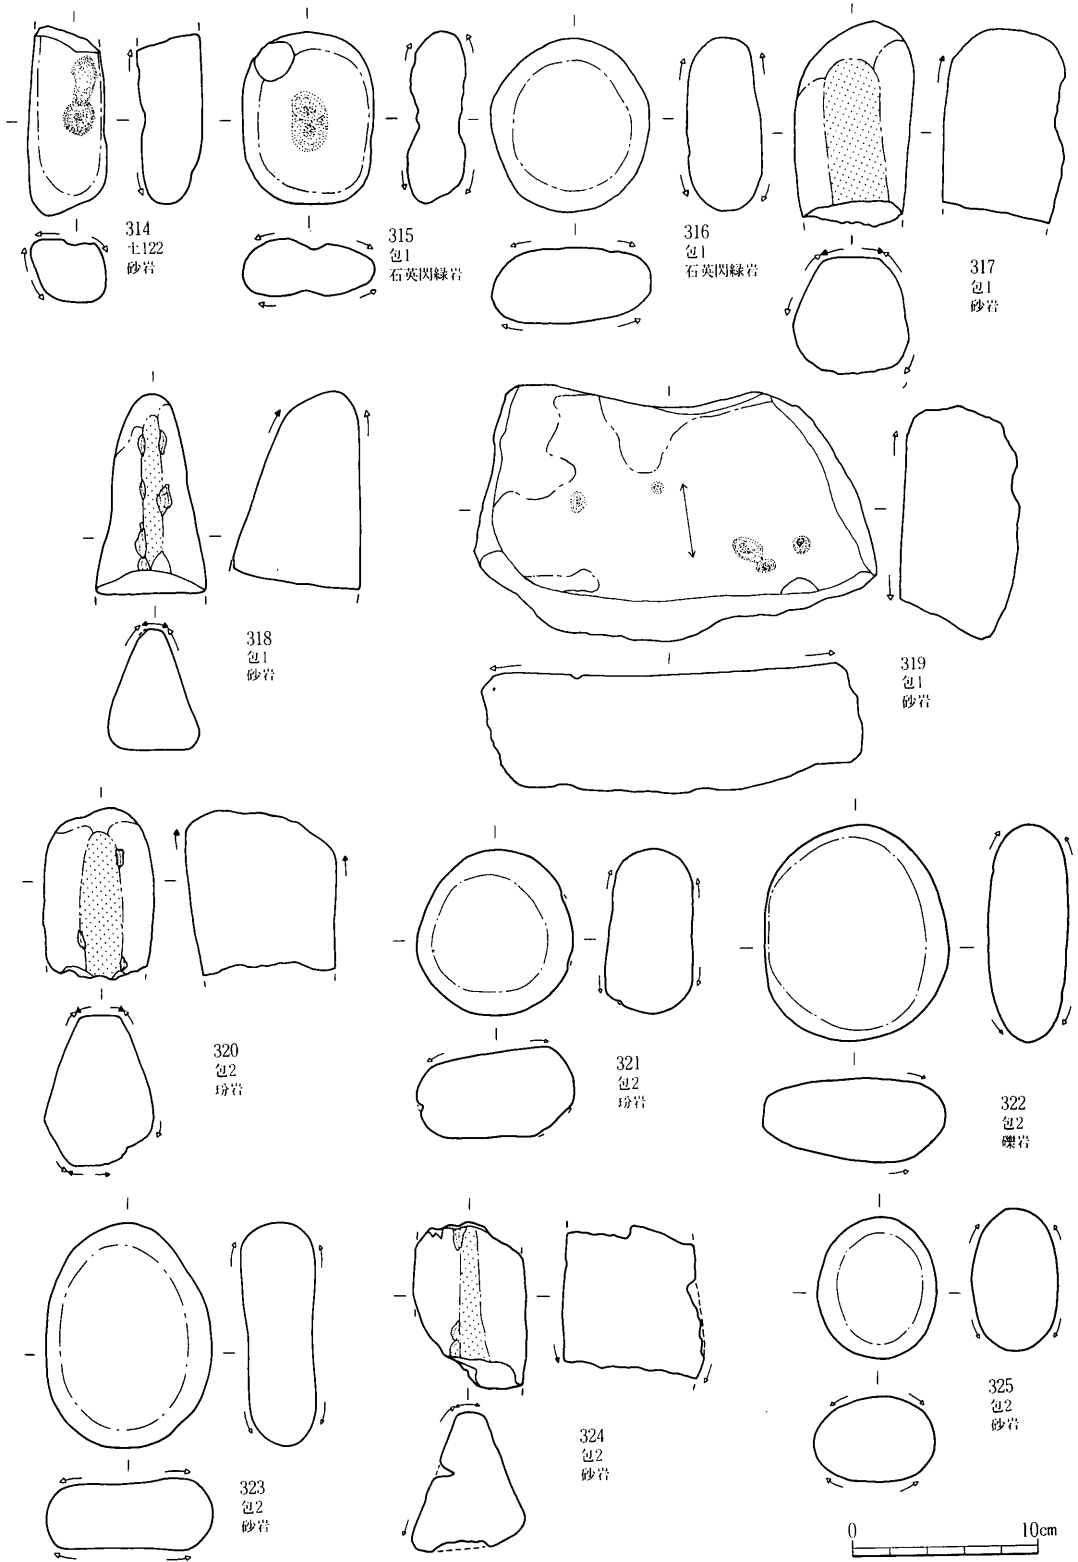 314
土122
砂岩
315
包1
石英閃緑岩
316
包1
石英閃緑岩
317
包1
砂岩
318
包1
砂岩
319
包1
砂岩
320
包2
玢岩
321
包2
玢岩
322
包2
礫岩
323
包2
砂岩
324
包2
砂岩
325
包2
砂岩
0 10cm